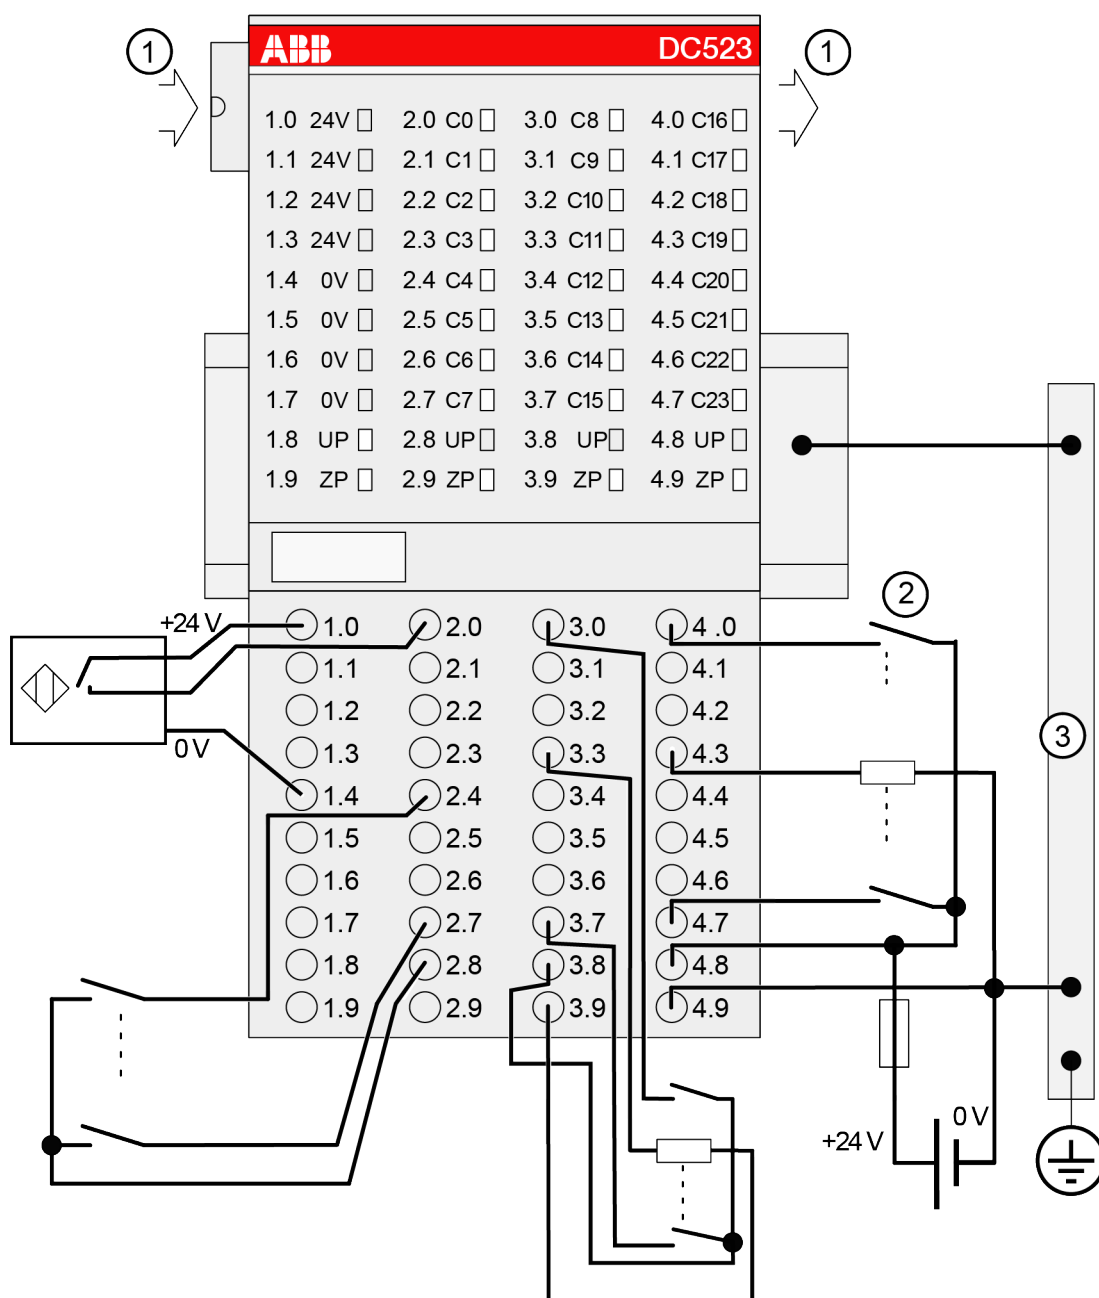 1
1
ABB DC523
1.0 24V 2.0 C0 3.0 C8 4.0 C16
1.1 24V 2.1 C1 3.1 C9 4.1 C17
1.2 24V 2.2 C2 3.2 C10 4.2 C18
1.3 24V 2.3 C3 3.3 C11 4.3 C19
1.4 0V 2.4 C4 3.4 C12 4.4 C20
1.5 0V 2.5 C5 3.5 C13 4.5 C21
1.6 0V 2.6 C6 3.6 C14 4.6 C22
1.7 0V 2.7 C7 3.7 C15 4.7 C23
1.8 UP 2.8 UP 3.8 UP 4.8 UP
1.9 ZP 2.9 ZP 3.9 ZP 4.9 ZP
2
+24 V 1.0 2.0 3.0 4 .0
1.1 2.1 3.1 4.1
1.2 2.2 3.2 4.2
3
0 V 1.3 2.3 3.3 4.3
1.4 2.4 3.4 4.4
1.5 2.5 3.5 4.5
1.6 2.6 3.6 4.6
1.7 2.7 3.7 4.7
1.8 2.8 3.8 4.8
1.9 2.9 3.9 4.9
0 V
+24 V